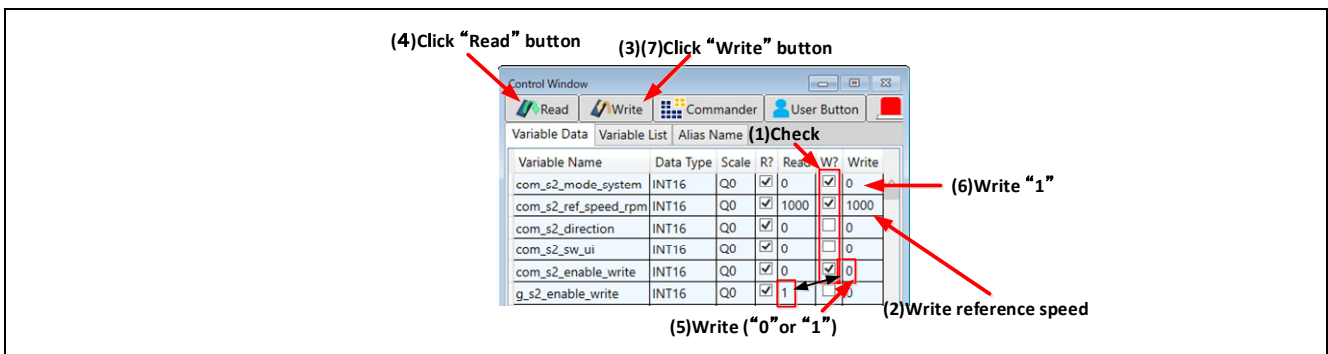 (4)Click “Read” button
(3)(7)Click “Write” button
Control Window
Read Write Commander User Button
Variable Data Variable List Alias Name (1)Check
Variable Name Data Type Scale R? Read W? Write
com_s2_mode_system INT16 Q0 0 0
(6)Write “1”
com_s2_ref_speed_rpm INT16 Q0 1000 1000
com_s2_direction INT16 Q0 0 0
com_s2_sw_ui INT16 Q0 0 0
com_s2_enable_write INT16 Q0 0 0
g_s2_enable_write INT16 Q0 1 0
(2)Write reference speed
(5)Write (“0”or “1”)